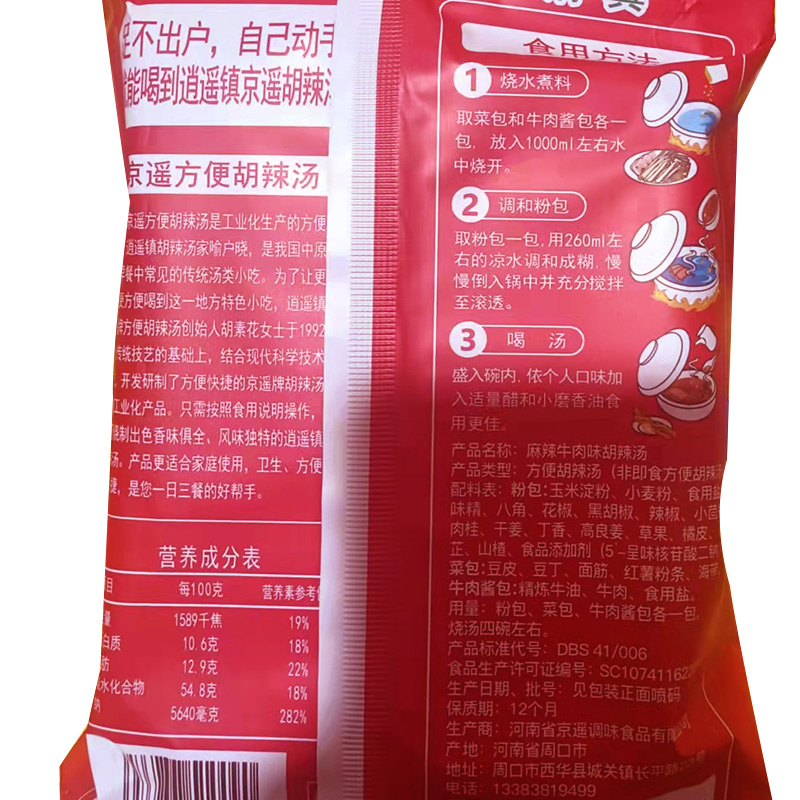 不出户，自己动手
能喝到逍遥镇京遥胡辣汤
京遥方便胡辣汤
京遥方便胡辣汤是工业化生产的方便
逍遥镇胡辣汤家喻户晓，是我国中原
早餐中常见的传统汤类小吃。为了让更
便方便喝到这一地方特色小吃，逍遥镇
牌方便胡辣汤创始人胡素花女士于1992
传统技艺的基础上，结合现代科学技术
，开发研制了方便快捷的京遥牌胡辣汤
工业化产品。只需按照食用说明操作，
烧制出色香味俱全、风味独特的逍遥镇
汤。产品更适合家庭使用，卫生、方便
捷，是您一日三餐的好帮手。
营养成分表
目 每100克 营养素参考
量 1589千焦 19%
白质 10.6克 18%
肪 12.9克 22%
水化合物 54.8克 18%
钠 5640毫克 282%
食用方法
1 烧水煮料
取菜包和牛肉酱包各一
包，放入1000ml左右水
中烧开。
2 调和粉包
取粉包一包，用260ml左
右的凉水调和成糊，慢
慢倒入锅中并充分搅拌
至滚透。
3 喝 汤
盛入碗内，依个人口味加
入适量醋和小磨香油食
用更佳。
产品名称：麻辣牛肉味胡辣汤
产品类型：方便胡辣汤（非即食方便胡辣汤
配料表：粉包:玉米淀粉、小麦粉、食用盐
味精、八角、花椒、黑胡椒、辣椒、小茴
肉桂、干姜、丁香、高良姜、草果、橘皮、
芷、山楂、食品添加剂（5'-呈味核苷酸二钠
菜包:豆皮、豆丁、面筋、红薯粉条、海带
牛肉酱包:精炼牛油、牛肉、食用盐。
用量：粉包、菜包、牛肉酱包各一包，
烧汤四碗左右。
产品标准代号：DBS 41/006
食品生产许可证编号：SC107411622
生产日期、批号：见包装正面喷码
保质期：12个月
生产商：河南省京遥调味食品有限公司
产地：河南省周口市
地址：周口市西华县城关镇长平路
电话：13383819499